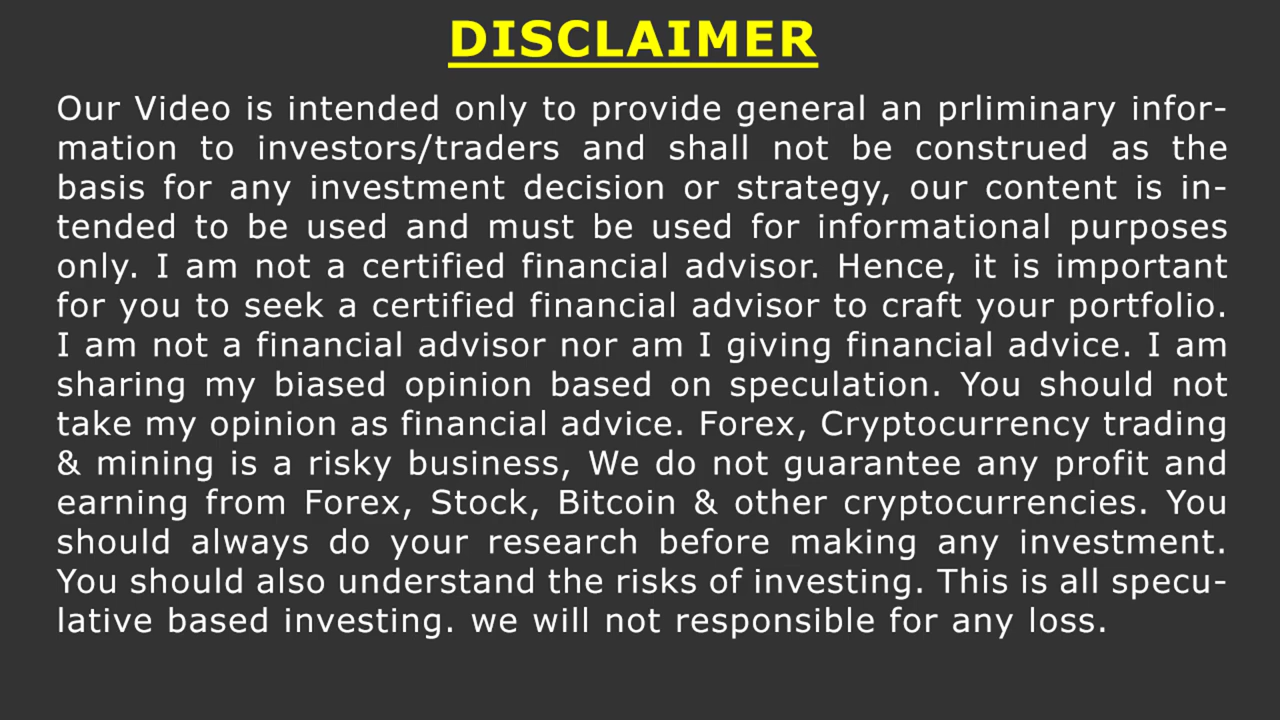 DISCLAIMER
Our Video is intended only to provide general an prliminary infor-
mation to investors/traders and shall not be construed as the
basis for any investment decision or strategy, our content is in-
tended to be used and must be used for informational purposes
only. I am not a certified financial advisor. Hence, it is important
for you to seek a certified financial advisor to craft your portfolio.
I am not a financial advisor nor am I giving financial advice. I am
sharing my biased opinion based on speculation. You should not
take my opinion as financial advice. Forex, Cryptocurrency trading
& mining is a risky business, We do not guarantee any profit and
earning from Forex, Stock, Bitcoin & other cryptocurrencies. You
should always do your research before making any investment.
You should also understand the risks of investing. This is all specu-
lative based investing. we will not responsible for any loss.